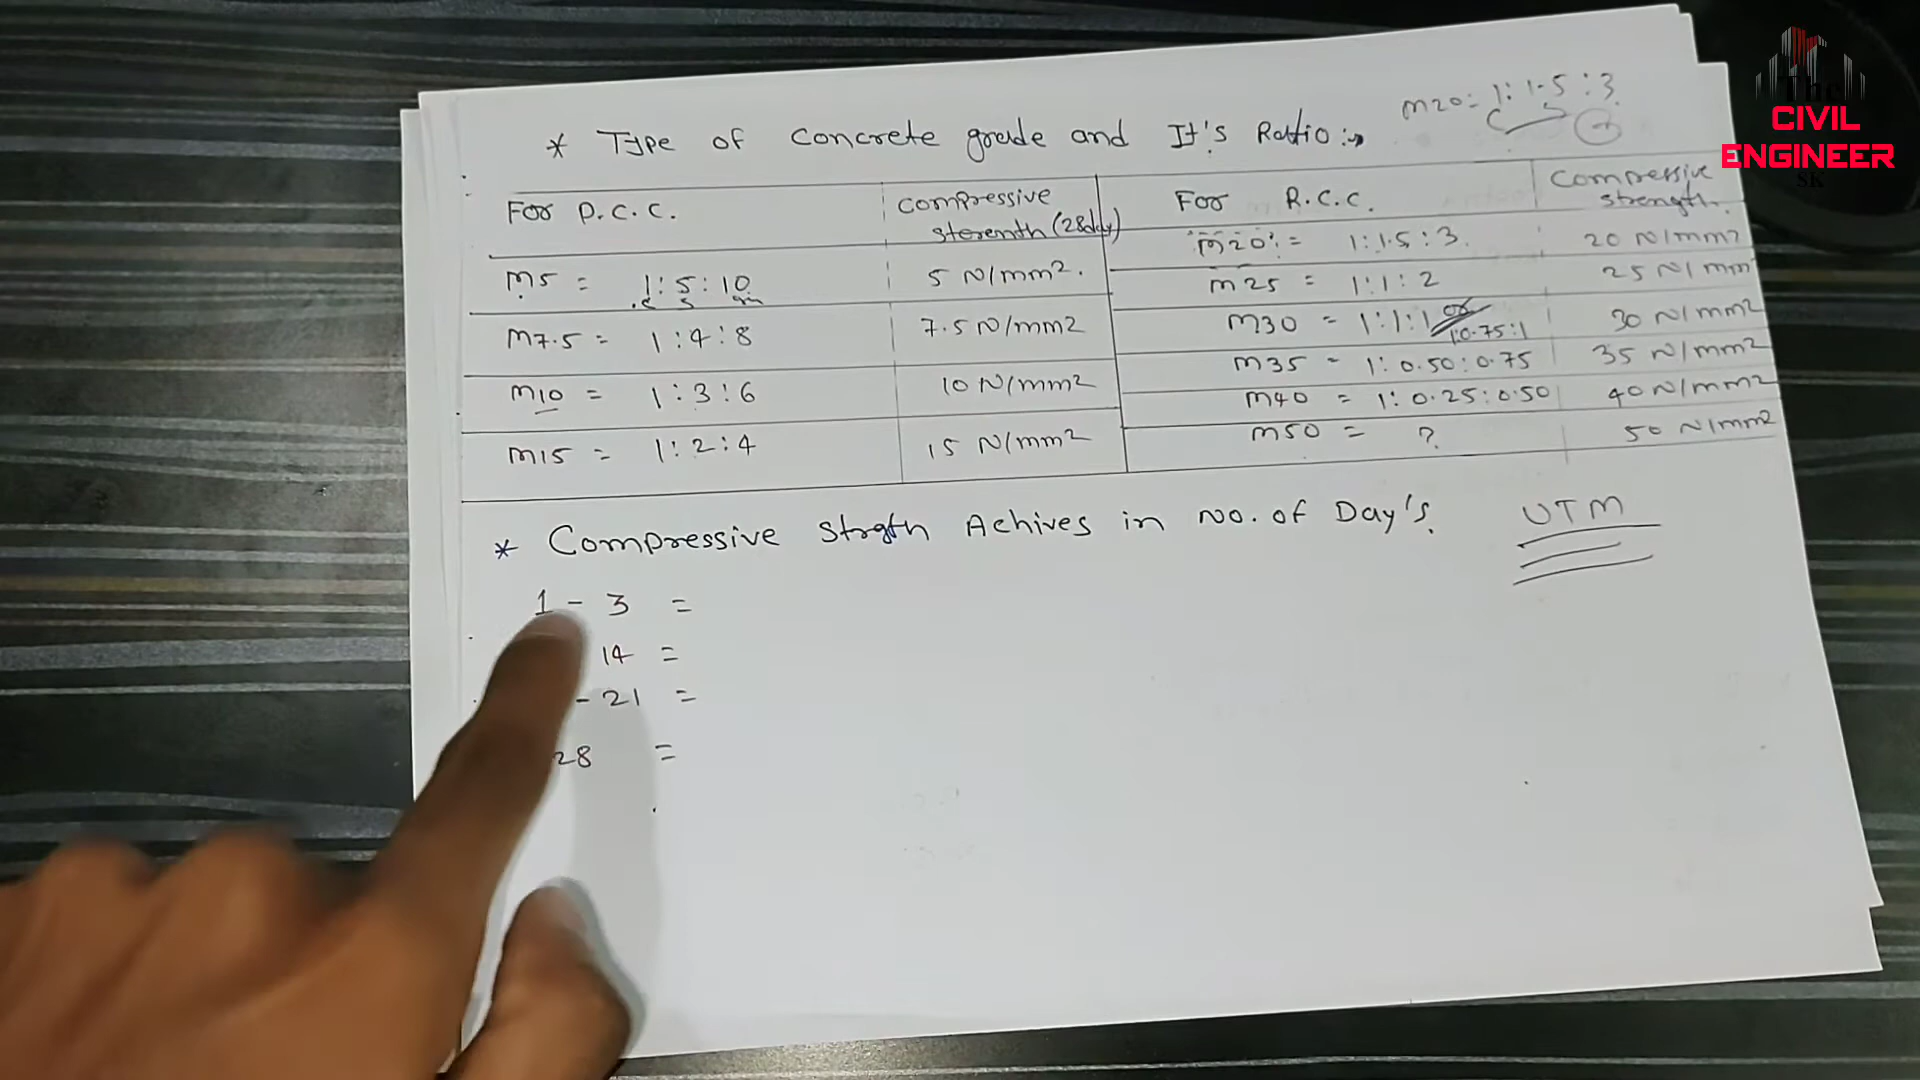 * Type of concrete grade and It's Ratio:→
M20 = 1:1.5:3
The
CIVIL
ENGINEER
SK
For P.C.C.
compressive
sterenth (28day)
For R.C.C.
Compressive
strength.
M5 = 1:5:10
c s m
5 N/mm2.
M7.5 = 1:4:8
7.5 N/mm2
M10 = 1:3:6
10 N/mm2
M15 = 1:2:4
15 N/mm2
M20 = 1:1.5:3
20 N/mm2
M25 = 1:1:2
25 N/mm
M30 = 1:1:1 or
1:0.75:1
30 N/mm2
M35 = 1:0.50:0.75
35 N/mm2
M40 = 1:0.25:0.50
40 N/mm2
M50 = ?
50 N/mm2
* Compressive Strgth Achives in No. of Day's.
UTM
1 - 3 =
14 =
- 21 =
28 =